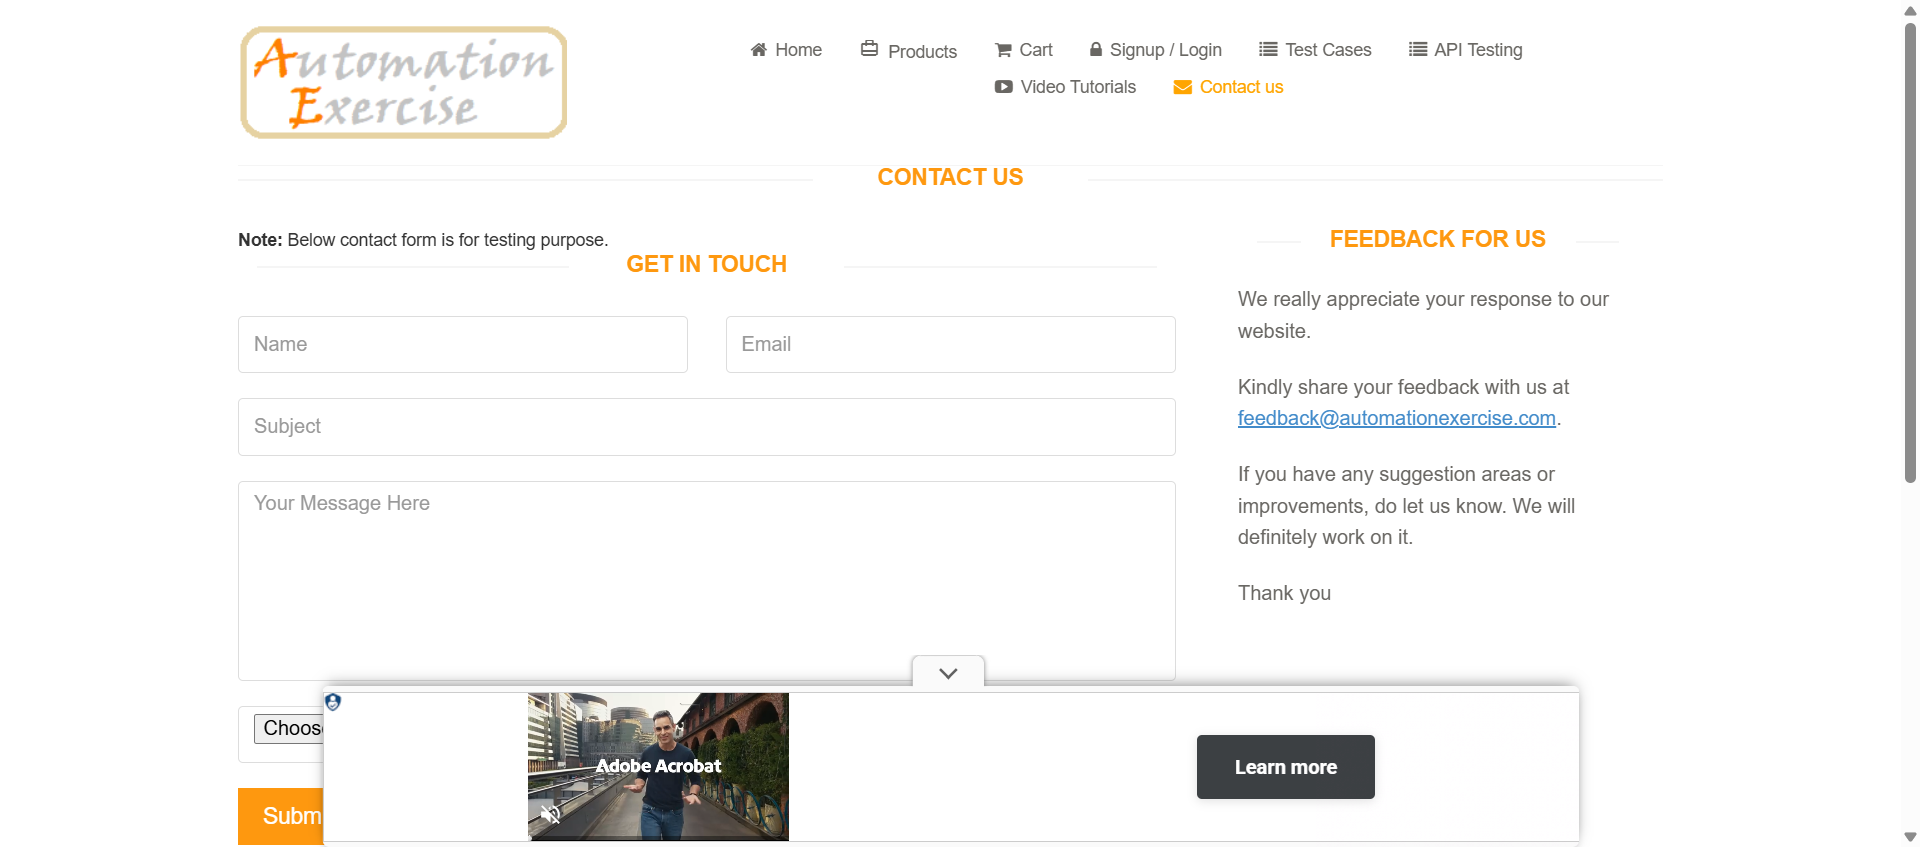 Automation
Exercise
Home
Products
Cart
Signup / Login
Test Cases
API Testing
Video Tutorials
Contact us
CONTACT US
Note: Below contact form is for testing purpose.
GET IN TOUCH
Name
Email
Subject
Your Message Here
Choos
Subm
FEEDBACK FOR US
We really appreciate your response to our
website.
Kindly share your feedback with us at
feedback@automationexercise.com.
If you have any suggestion areas or
improvements, do let us know. We will
definitely work on it.
Thank you
Adobe Acrobat
Learn more